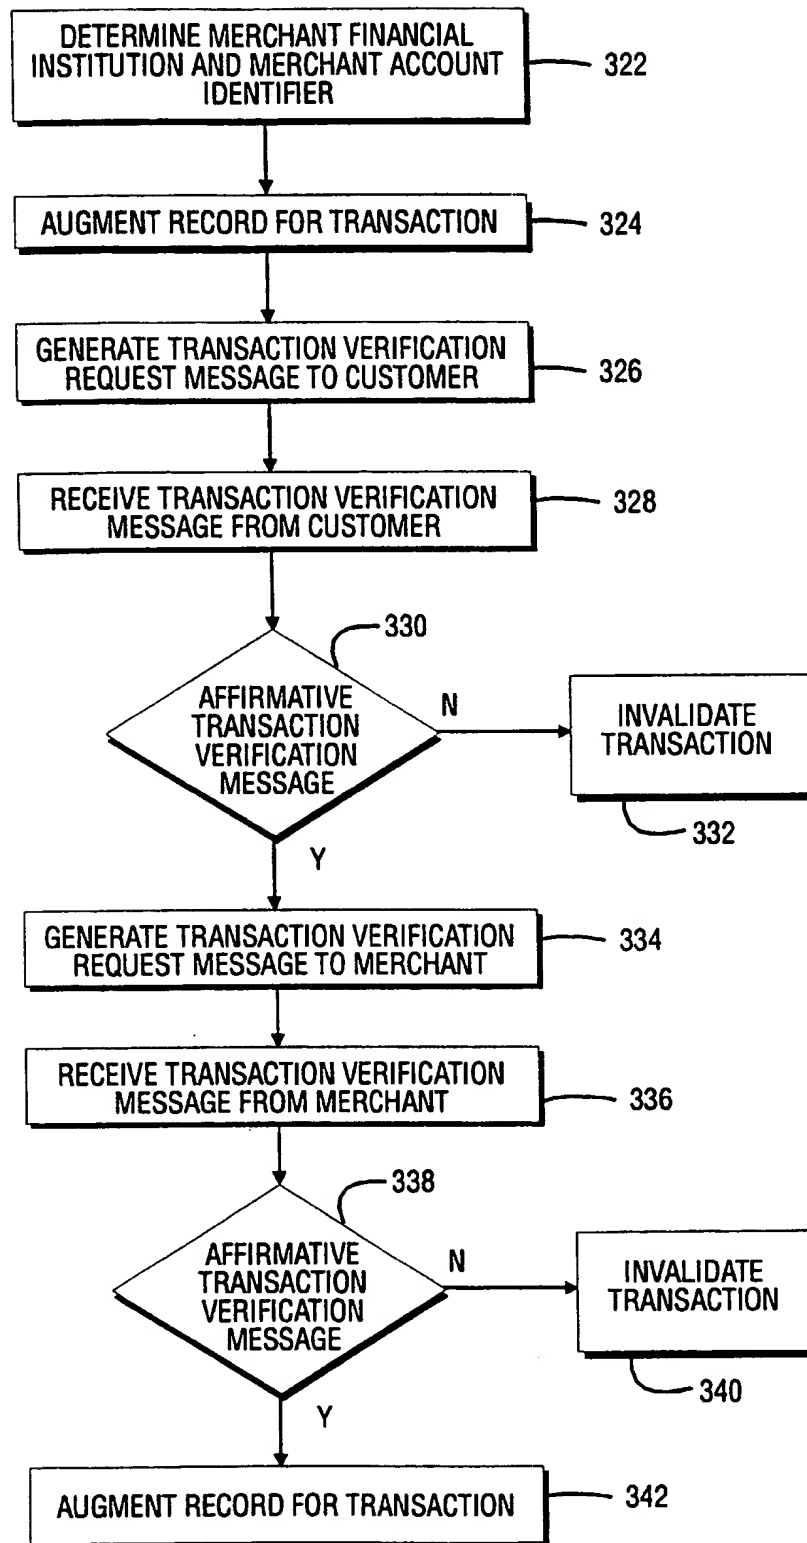 DETERMINE MERCHANT FINANCIAL
INSTITUTION AND MERCHANT ACCOUNT
IDENTIFIER
322
AUGMENT RECORD FOR TRANSACTION
324
GENERATE TRANSACTION VERIFICATION
REQUEST MESSAGE TO CUSTOMER
326
RECEIVE TRANSACTION VERIFICATION
MESSAGE FROM CUSTOMER
328
330
AFFIRMATIVE
TRANSACTION
VERIFICATION
MESSAGE
N
INVALIDATE
TRANSACTION
332
Y
GENERATE TRANSACTION VERIFICATION
REQUEST MESSAGE TO MERCHANT
334
RECEIVE TRANSACTION VERIFICATION
MESSAGE FROM MERCHANT
336
338
AFFIRMATIVE
TRANSACTION
VERIFICATION
MESSAGE
N
INVALIDATE
TRANSACTION
340
Y
AUGMENT RECORD FOR TRANSACTION
342